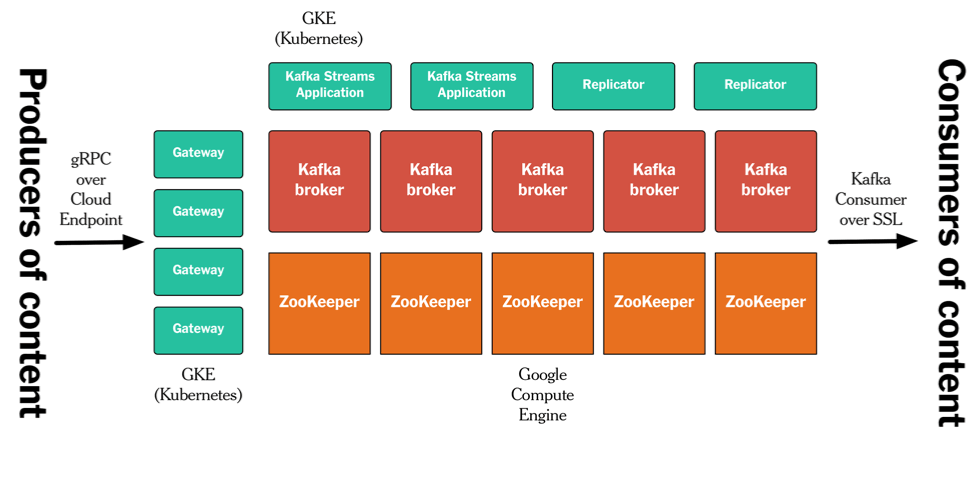 GKE
(Kubernetes)
Kafka Streams
Application
Kafka Streams
Application
Replicator
Replicator
Producers of content
gRPC
over
Cloud
Endpoint
Gateway
Gateway
Gateway
Gateway
GKE
(Kubernetes)
Kafka
broker
Kafka
broker
Kafka
broker
Kafka
broker
Kafka
broker
ZooKeeper
ZooKeeper
ZooKeeper
ZooKeeper
ZooKeeper
Google
Compute
Engine
Kafka
Consumer
over SSL
Consumers of content